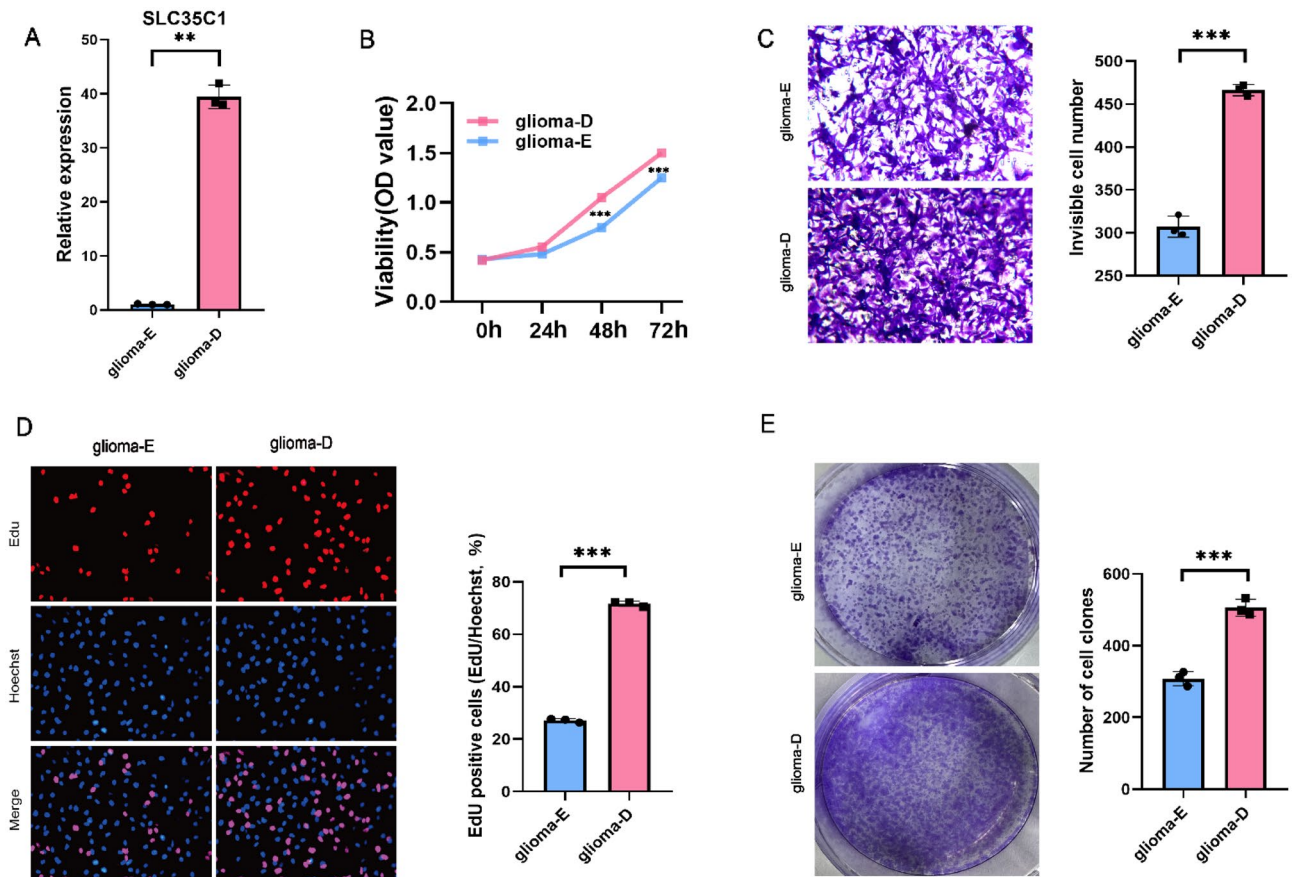 A
SLC35C1
**
Relative expression
50
40
30
20
10
0
glioma-E
glioma-D
B
Viability(OD value)
2.0
1.5
1.0
0.5
0.0
glioma-D
glioma-E
***
***
0h
24h
48h
72h
C
glioma-E
glioma-D
***
Invisible cell number
500
450
400
350
300
250
glioma-E
glioma-D
D
glioma-E
glioma-D
Edu
Hoechst
Merge
***
EdU positive cells (EdU/Hoechst, %)
80
60
40
20
0
glioma-E
glioma-D
E
glioma-E
glioma-D
***
Number of cell clones
600
400
200
0
glioma-E
glioma-D